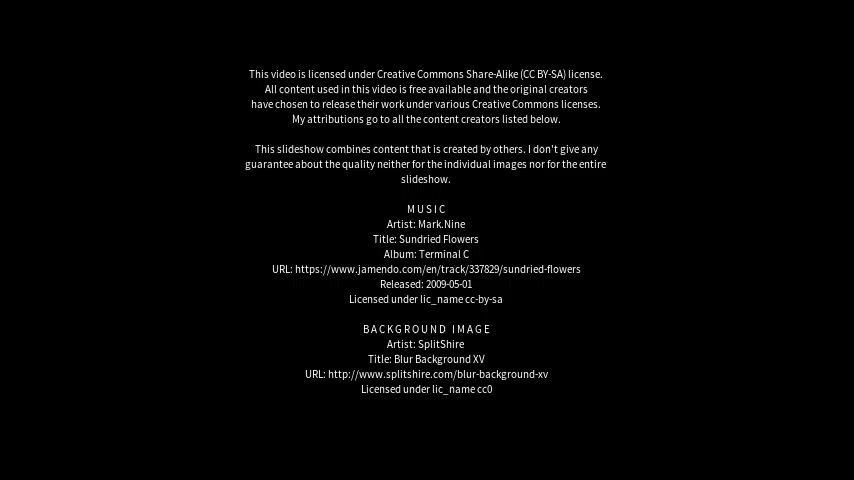 This video is licensed under Creative Commons Share-Alike (CC BY-SA) license.
All content used in this video is free available and the original creators
have chosen to release their work under various Creative Commons licenses.
My attributions go to all the content creators listed below.
This slideshow combines content that is created by others. I don't give any
guarantee about the quality neither for the individual images nor for the entire
slideshow.
MUSIC
Artist: Mark.Nine
Title: Sundried Flowers
Album: Terminal C
URL: https://www.jamendo.com/en/track/337829/sundried-flowers
Released: 2009-05-01
Licensed under lic_name cc-by-sa
BACKGROUND IMAGE
Artist: SplitShire
Title: Blur Background XV
URL: http://www.splitshire.com/blur-background-xv
Licensed under lic_name cc0